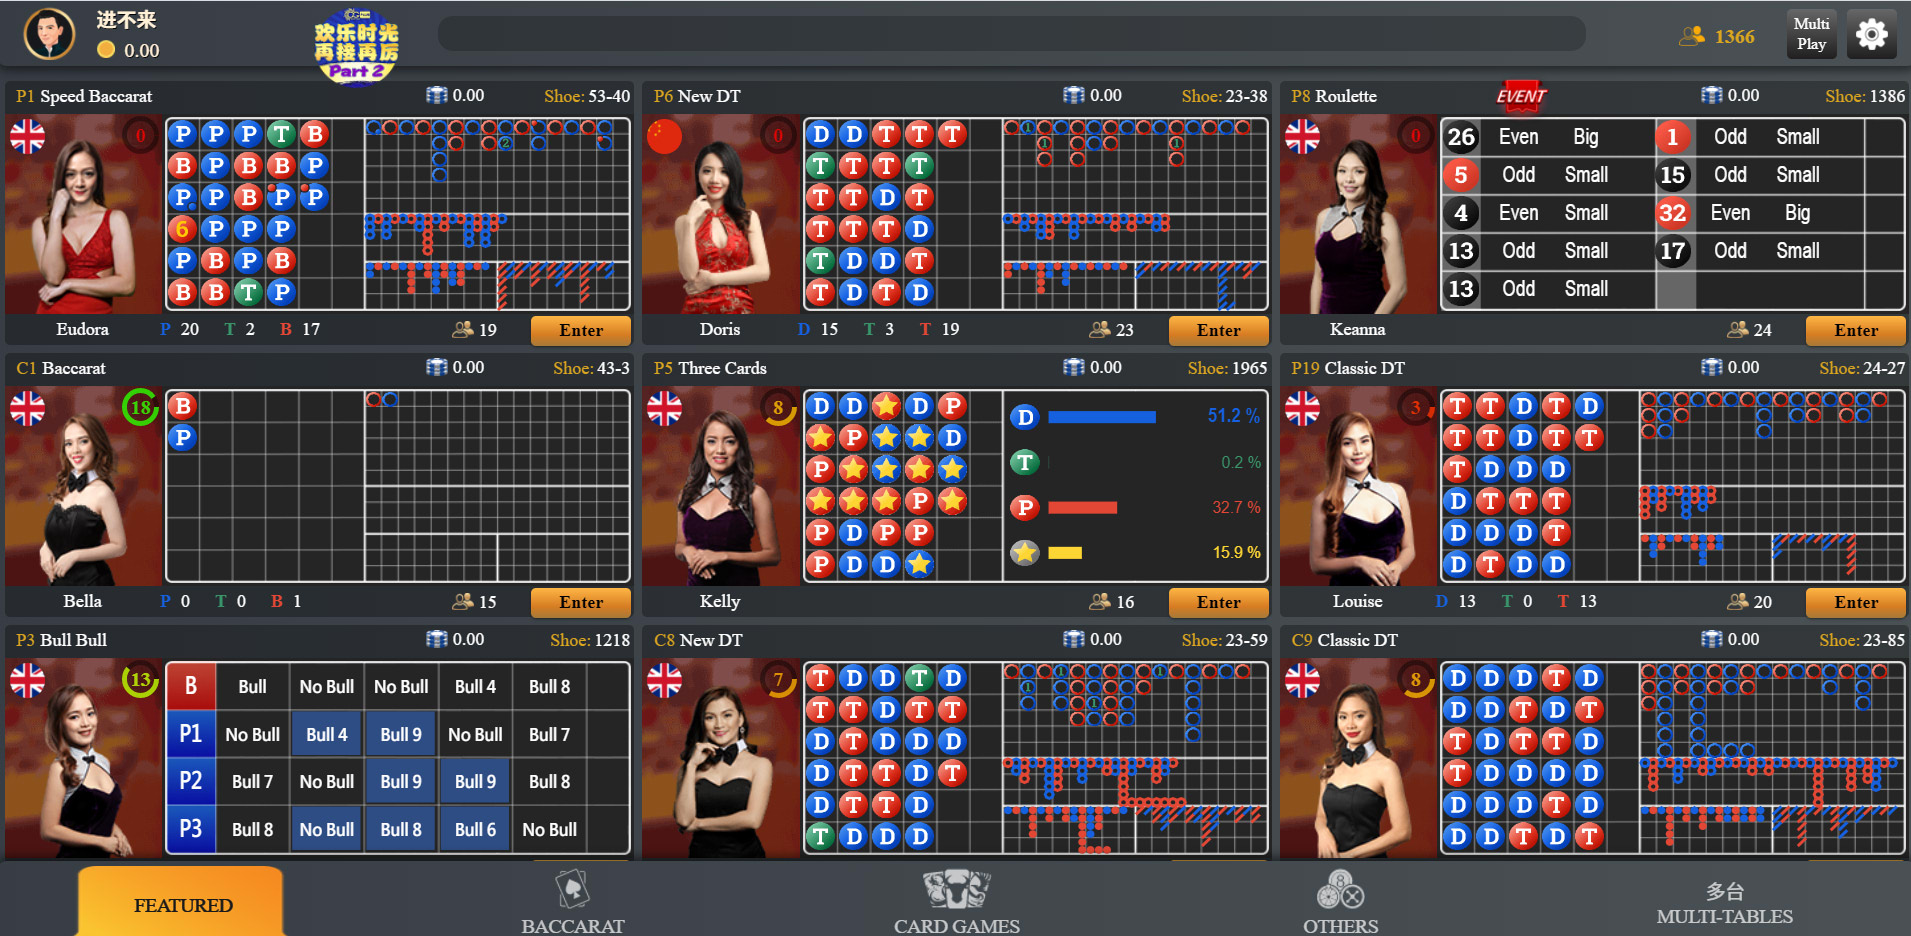 进不来
0.00
欢乐时光
再接再厉
Part 2
1366
Multi
Play
P1 Speed Baccarat
0.00
Shoe: 53-40
0
P P P T B
B P B B P
P P B P P
6 P P P
P B P B
B B T P
2
Eudora
P 20 T 2 B 17
19
Enter
P6 New DT
0.00
Shoe: 23-38
0
D D T T T
T T T T
T T D T
T T T D
T D D T
T D T D
1
1 1
Doris
D 15 T 3 T 19
23
Enter
P8 Roulette
EVENT
0.00
Shoe: 1386
0
26 Even Big 1 Odd Small
5 Odd Small 15 Odd Small
4 Even Small 32 Even Big
13 Odd Small 17 Odd Small
13 Odd Small
Keanna
24
Enter
C1 Baccarat
0.00
Shoe: 43-3
18
B
P
Bella
P 0 T 0 B 1
15
Enter
P5 Three Cards
0.00
Shoe: 1965
8
D D D P
P D
P
P
P D P P
P D D
D 51.2 %
T 0.2 %
P 32.7 %
15.9 %
Kelly
16
Enter
P19 Classic DT
0.00
Shoe: 24-27
3
T T D T D
T T D T T
T D D D
D T T T
D D D T
D T D D
Louise
D 13 T 0 T 13
20
Enter
P3 Bull Bull
0.00
Shoe: 1218
13
B Bull No Bull No Bull Bull 4 Bull 8
P1 No Bull Bull 4 Bull 9 No Bull Bull 7
P2 Bull 7 No Bull Bull 9 Bull 9 Bull 8
P3 Bull 8 No Bull Bull 8 Bull 6 No Bull
C8 New DT
0.00
Shoe: 23-59
7
T D D T D
T T D T T
D T D D D
D T T D T
D T T D
T D D D
1 1
1
1
C9 Classic DT
0.00
Shoe: 23-85
8
D D D T D
D D T D T
T D T T D
T D D D D
D D D T D
D D T D T
FEATURED
BACCARAT
CARD GAMES
8
OTHERS
多台
MULTI-TABLES